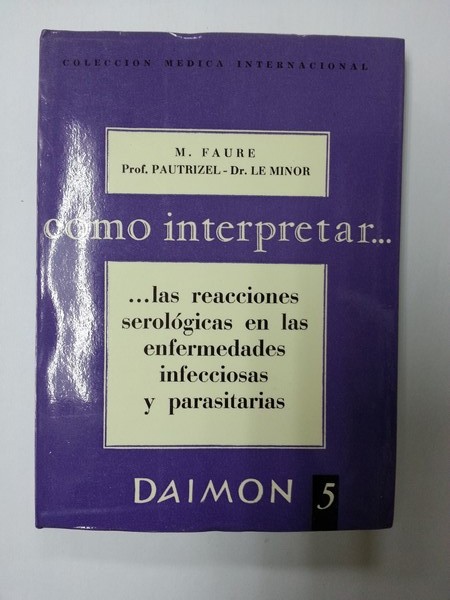 COLECCION MEDICA INTERNACIONAL
M. FAURE
Prof. PAUTRIZEL - Dr. LE MINOR
cómo interpretar...
...las reacciones
serológicas en las
enfermedades
infecciosas
y parasitarias
DAIMON 5